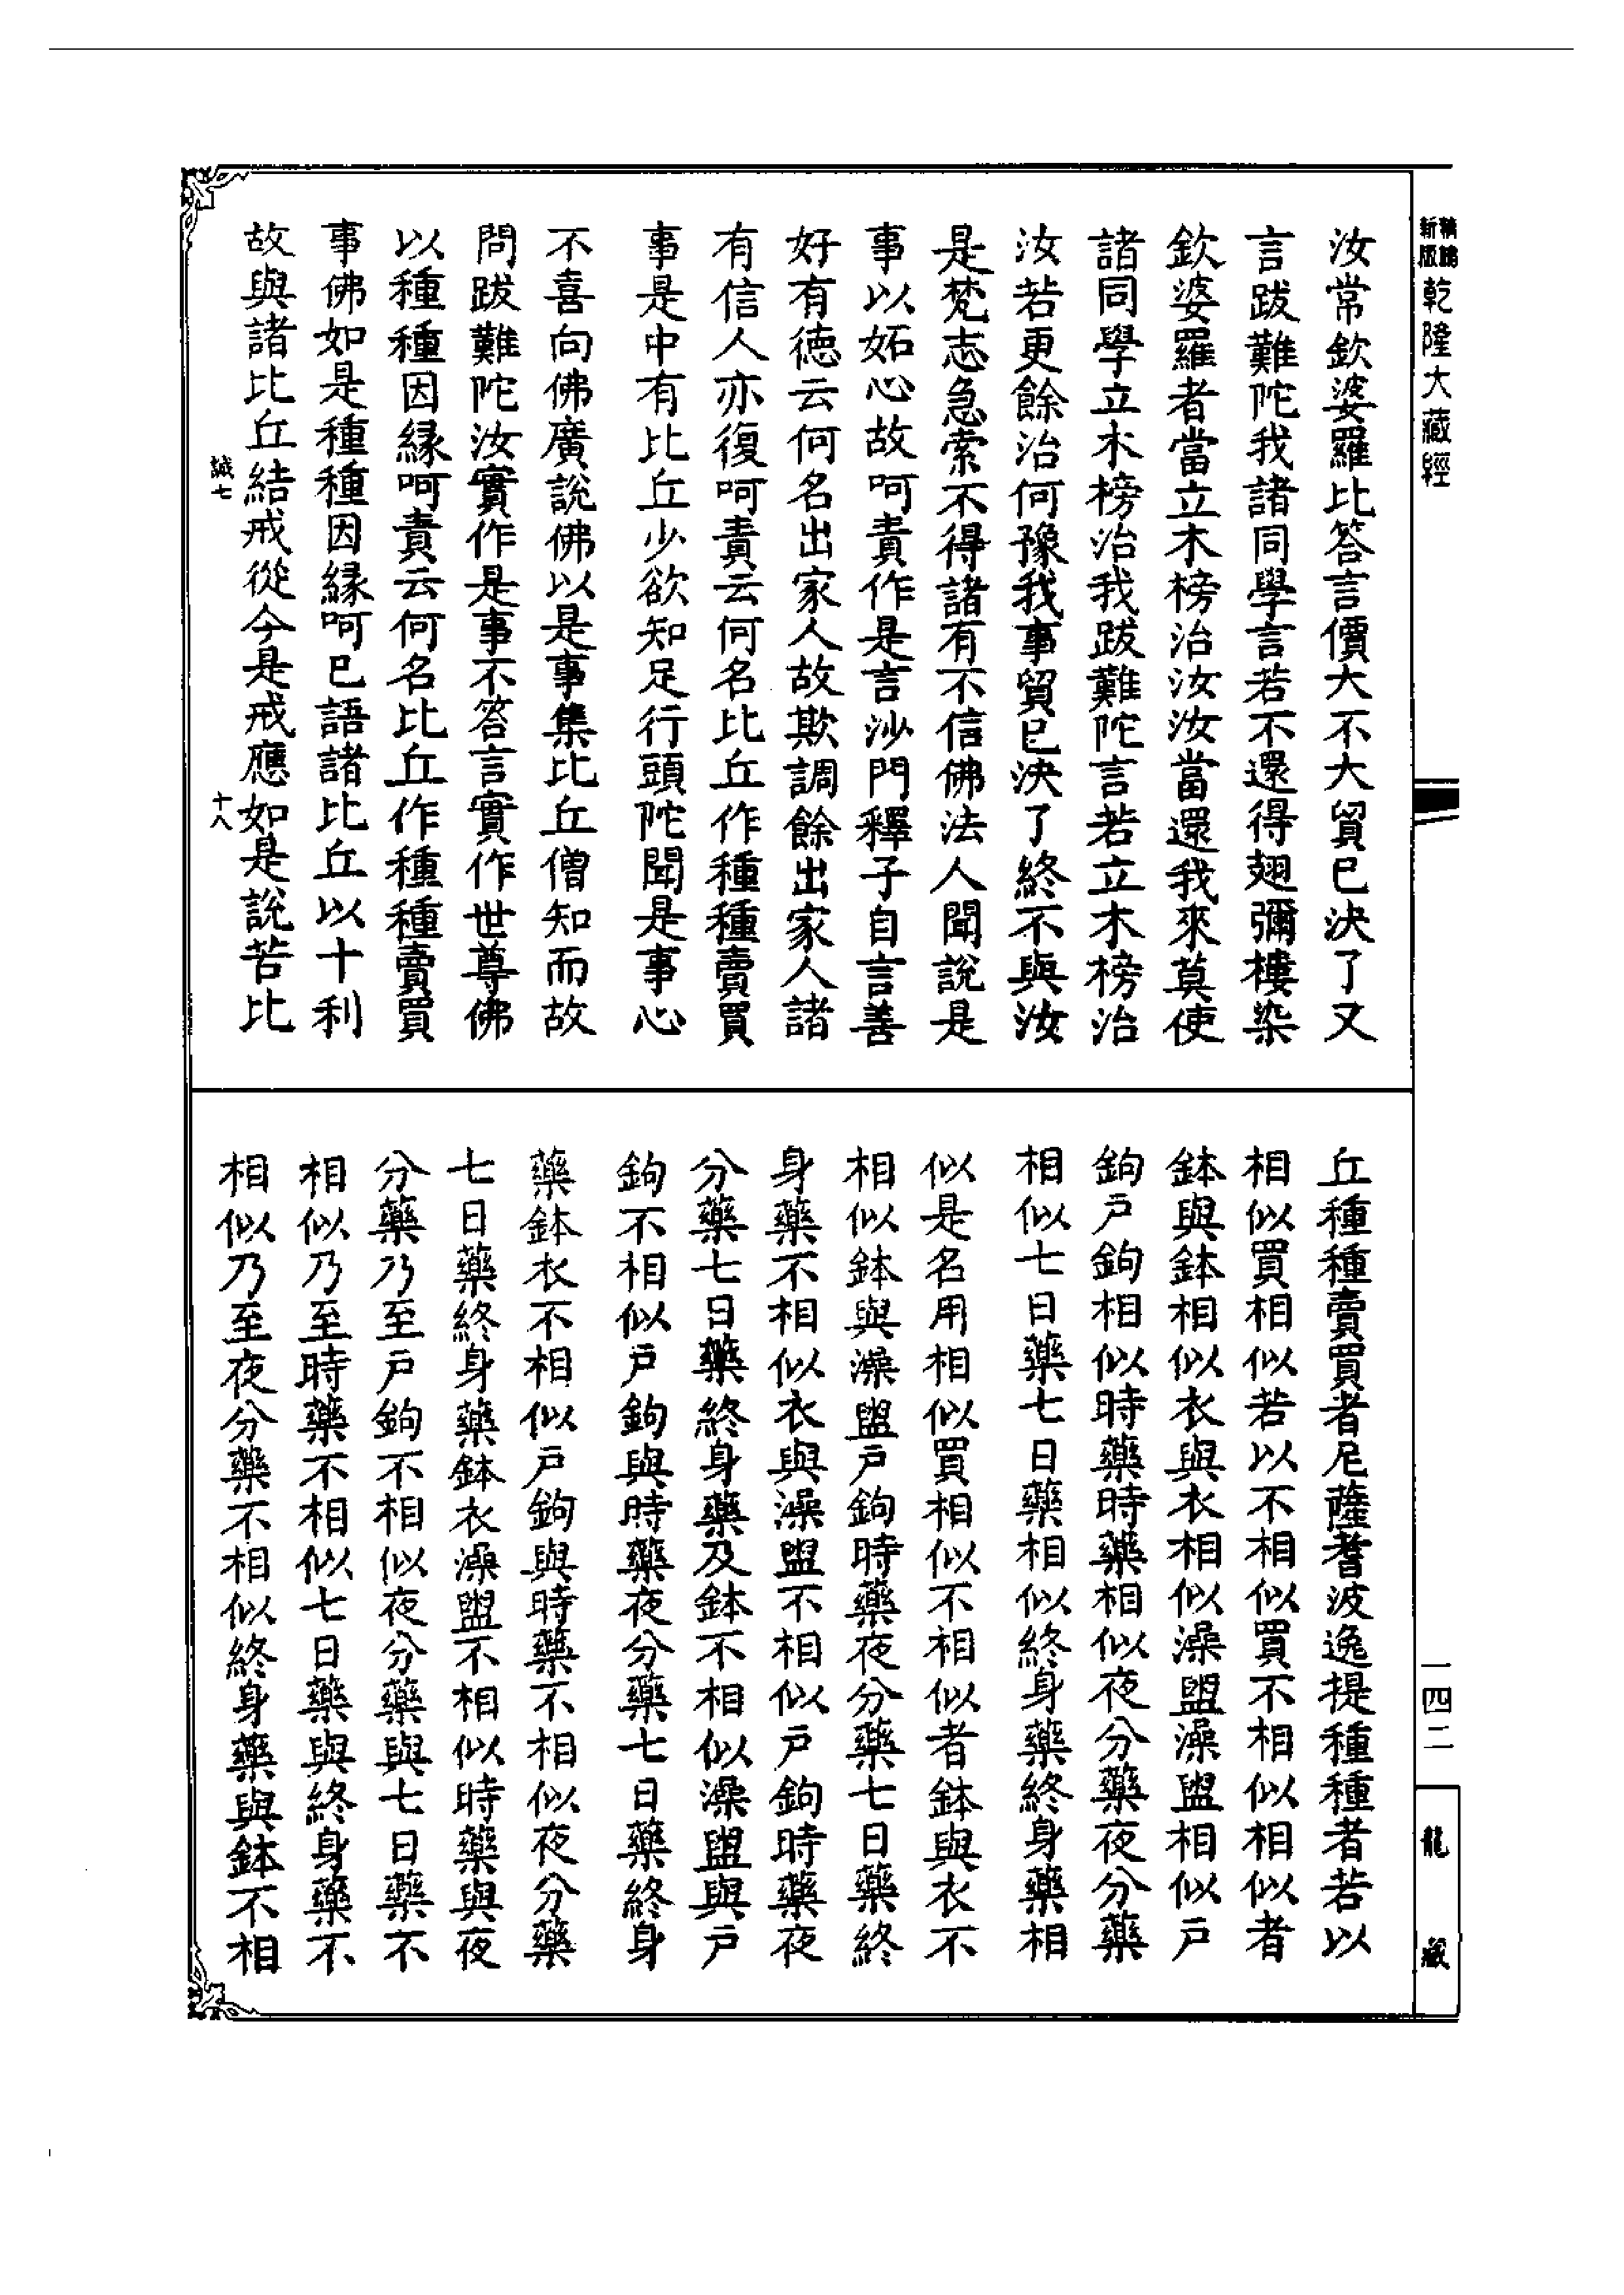 精縮新版乾隆大藏經
汝常欽婆羅比答言價大不大貿已決了又
言跋難陀我諸同學言若不還得翅彌樓染
欽婆羅者當立木榜治汝汝當還我來莫使
諸同學立木榜治我跋難陀言若立木榜治
汝若更餘治何豫我事貿已決了終不與汝
是梵志急索不得諸有不信佛法人聞說是
事以妬心故呵責作是言沙門釋子自言善
好有德云何名出家人故欺調餘出家人諸
有信人亦復呵責云何名比丘作種種賣買
事是中有比丘少欲知足行頭陀聞是事心
不喜向佛廣說佛以是事集比丘僧知而故
問跋難陀汝實作是事不答言實作世尊佛
以種種因緣呵責云何名比丘作種種賣買
事佛如是種種因緣呵已語諸比丘以十利
故與諸比丘結戒從今是戒應如是說若比
誠七
十八
丘種種賣買者尼薩耆波逸提種種者若以
相似買相似若以不相似買不相似相似者
鉢與鉢相似衣與衣相似澡盥澡盥相似戶
鉤戶鉤相似時藥時藥相似夜分藥夜分藥
相似七日藥七日藥相似終身藥終身藥相
似是名用相似買相似不相似者鉢與衣不
相似鉢與澡盥戶鉤時藥夜分藥七日藥終
身藥不相似衣與澡盥不相似戶鉤時藥夜
分藥七日藥終身藥及鉢不相似澡盥與戶
鉤不相似戶鉤與時藥夜分藥七日藥終身
藥鉢衣不相似戶鉤與時藥不相似夜分藥
七日藥終身藥鉢衣澡盥不相似時藥與夜
分藥乃至戶鉤不相似夜分藥與七日藥不
相似乃至時藥不相似七日藥與終身藥不
相似乃至夜分藥不相似終身藥與鉢不相
一四二
龍藏